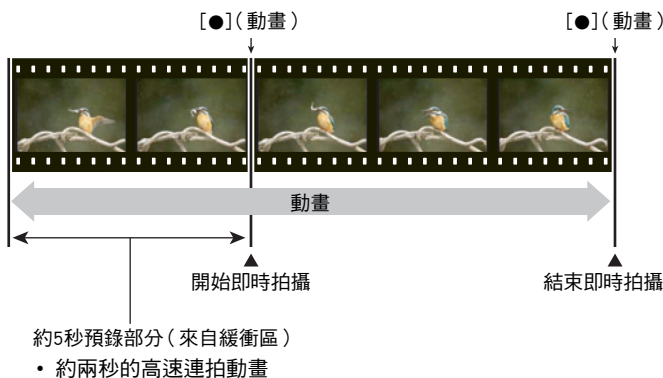 [●](動畫)
[●](動畫)
動畫
開始即時拍攝
結束即時拍攝
約5秒預錄部分(來自緩衝區)
• 約兩秒的高速連拍動畫